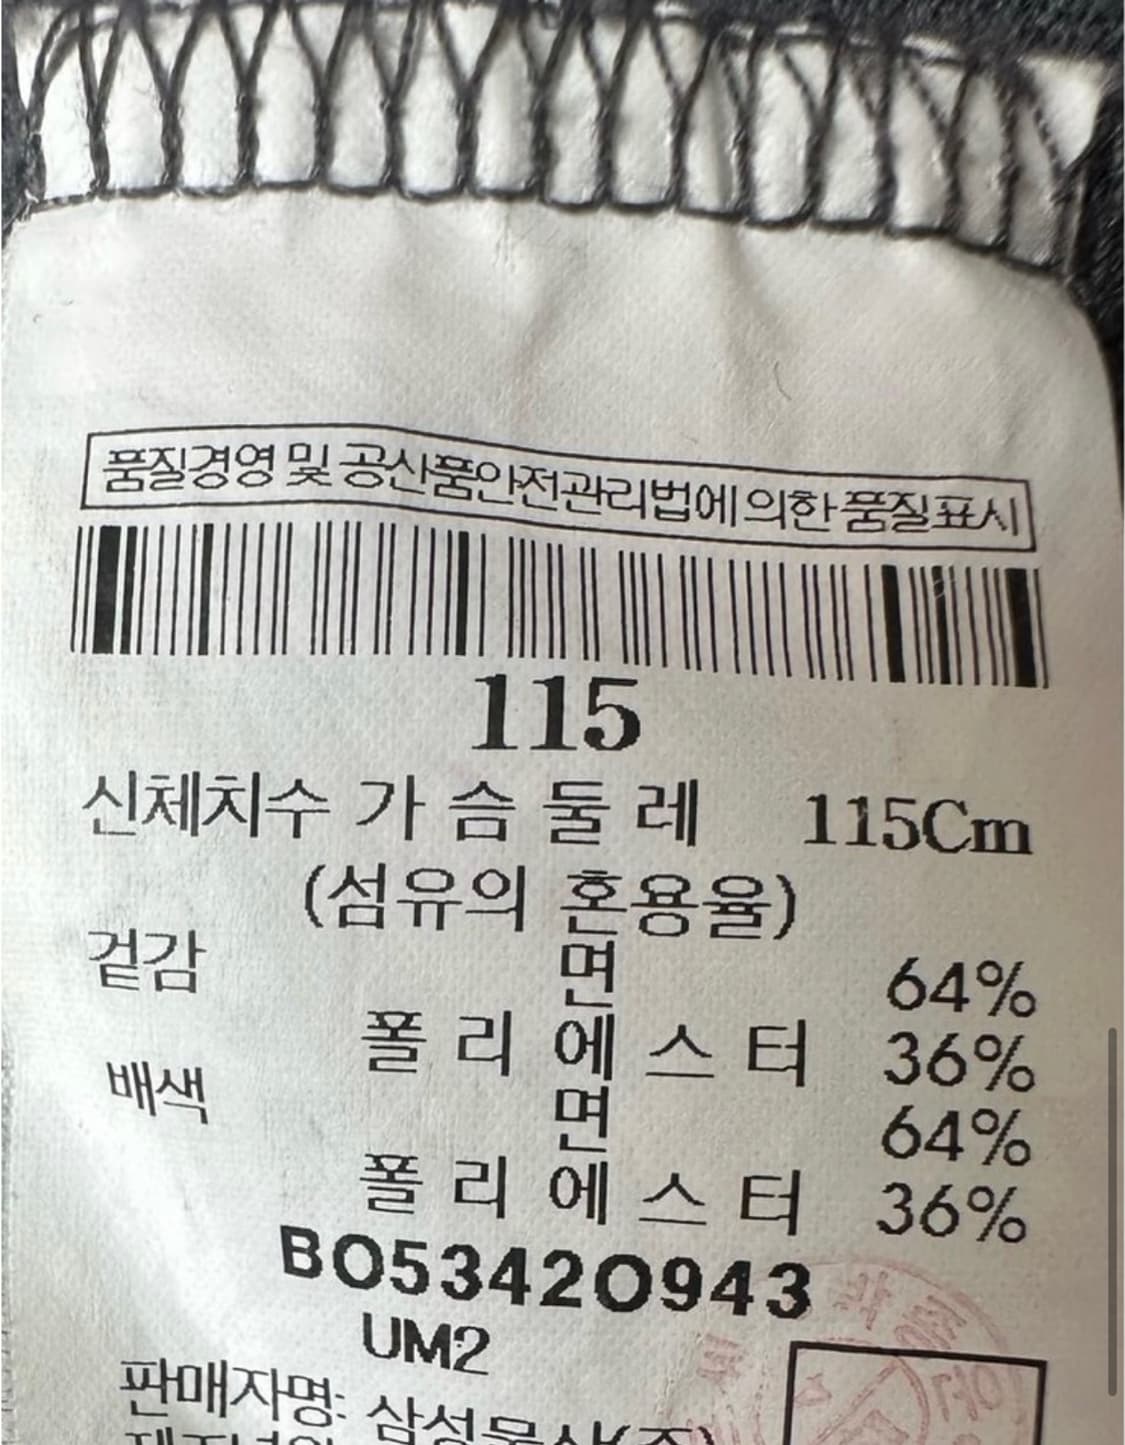 품질경영 및 공산품안전관리법에 의한 품질표시
115
신체치수 가 슴 둘 레 115Cm
(섬유의 혼용율)
겉감 면 64%
폴 리 에 스 터 36%
배색 면 64%
폴 리 에 스 터 36%
BO5342O943
UM2
판매자명: 삼성물산(주)